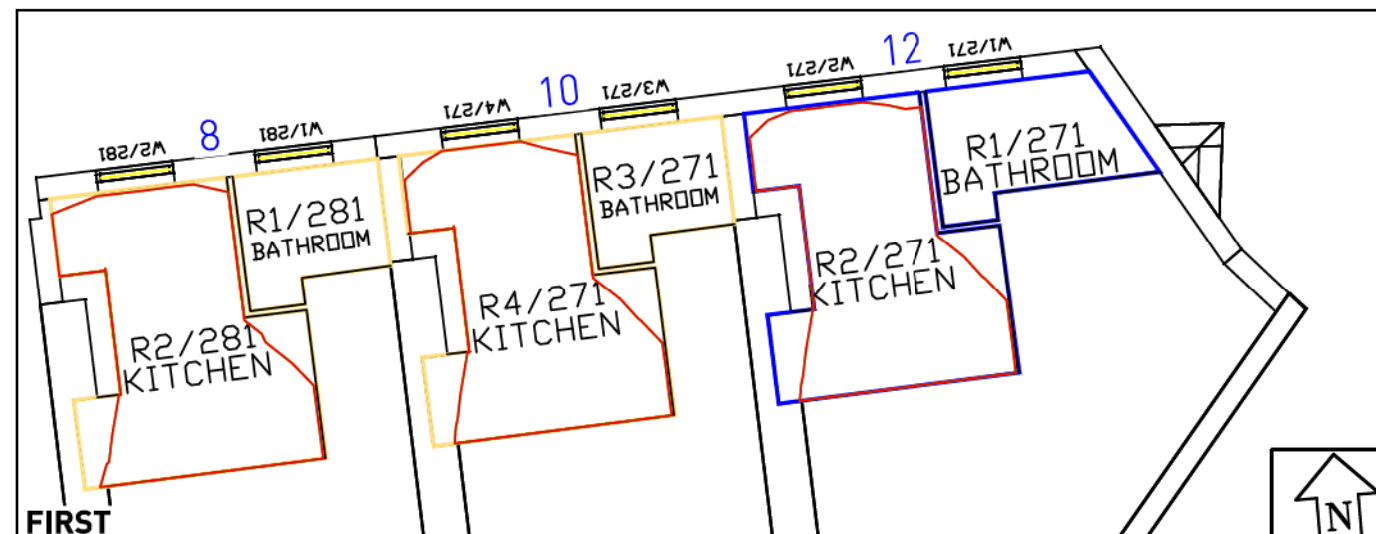 8
10
12
W2/281
W1/281
W4/271
W3/271
W2/271
W1/271
R2/281
KITCHEN
R1/281
BATHROOM
R4/271
KITCHEN
R3/271
BATHROOM
R2/271
KITCHEN
R1/271
BATHROOM
FIRST
N